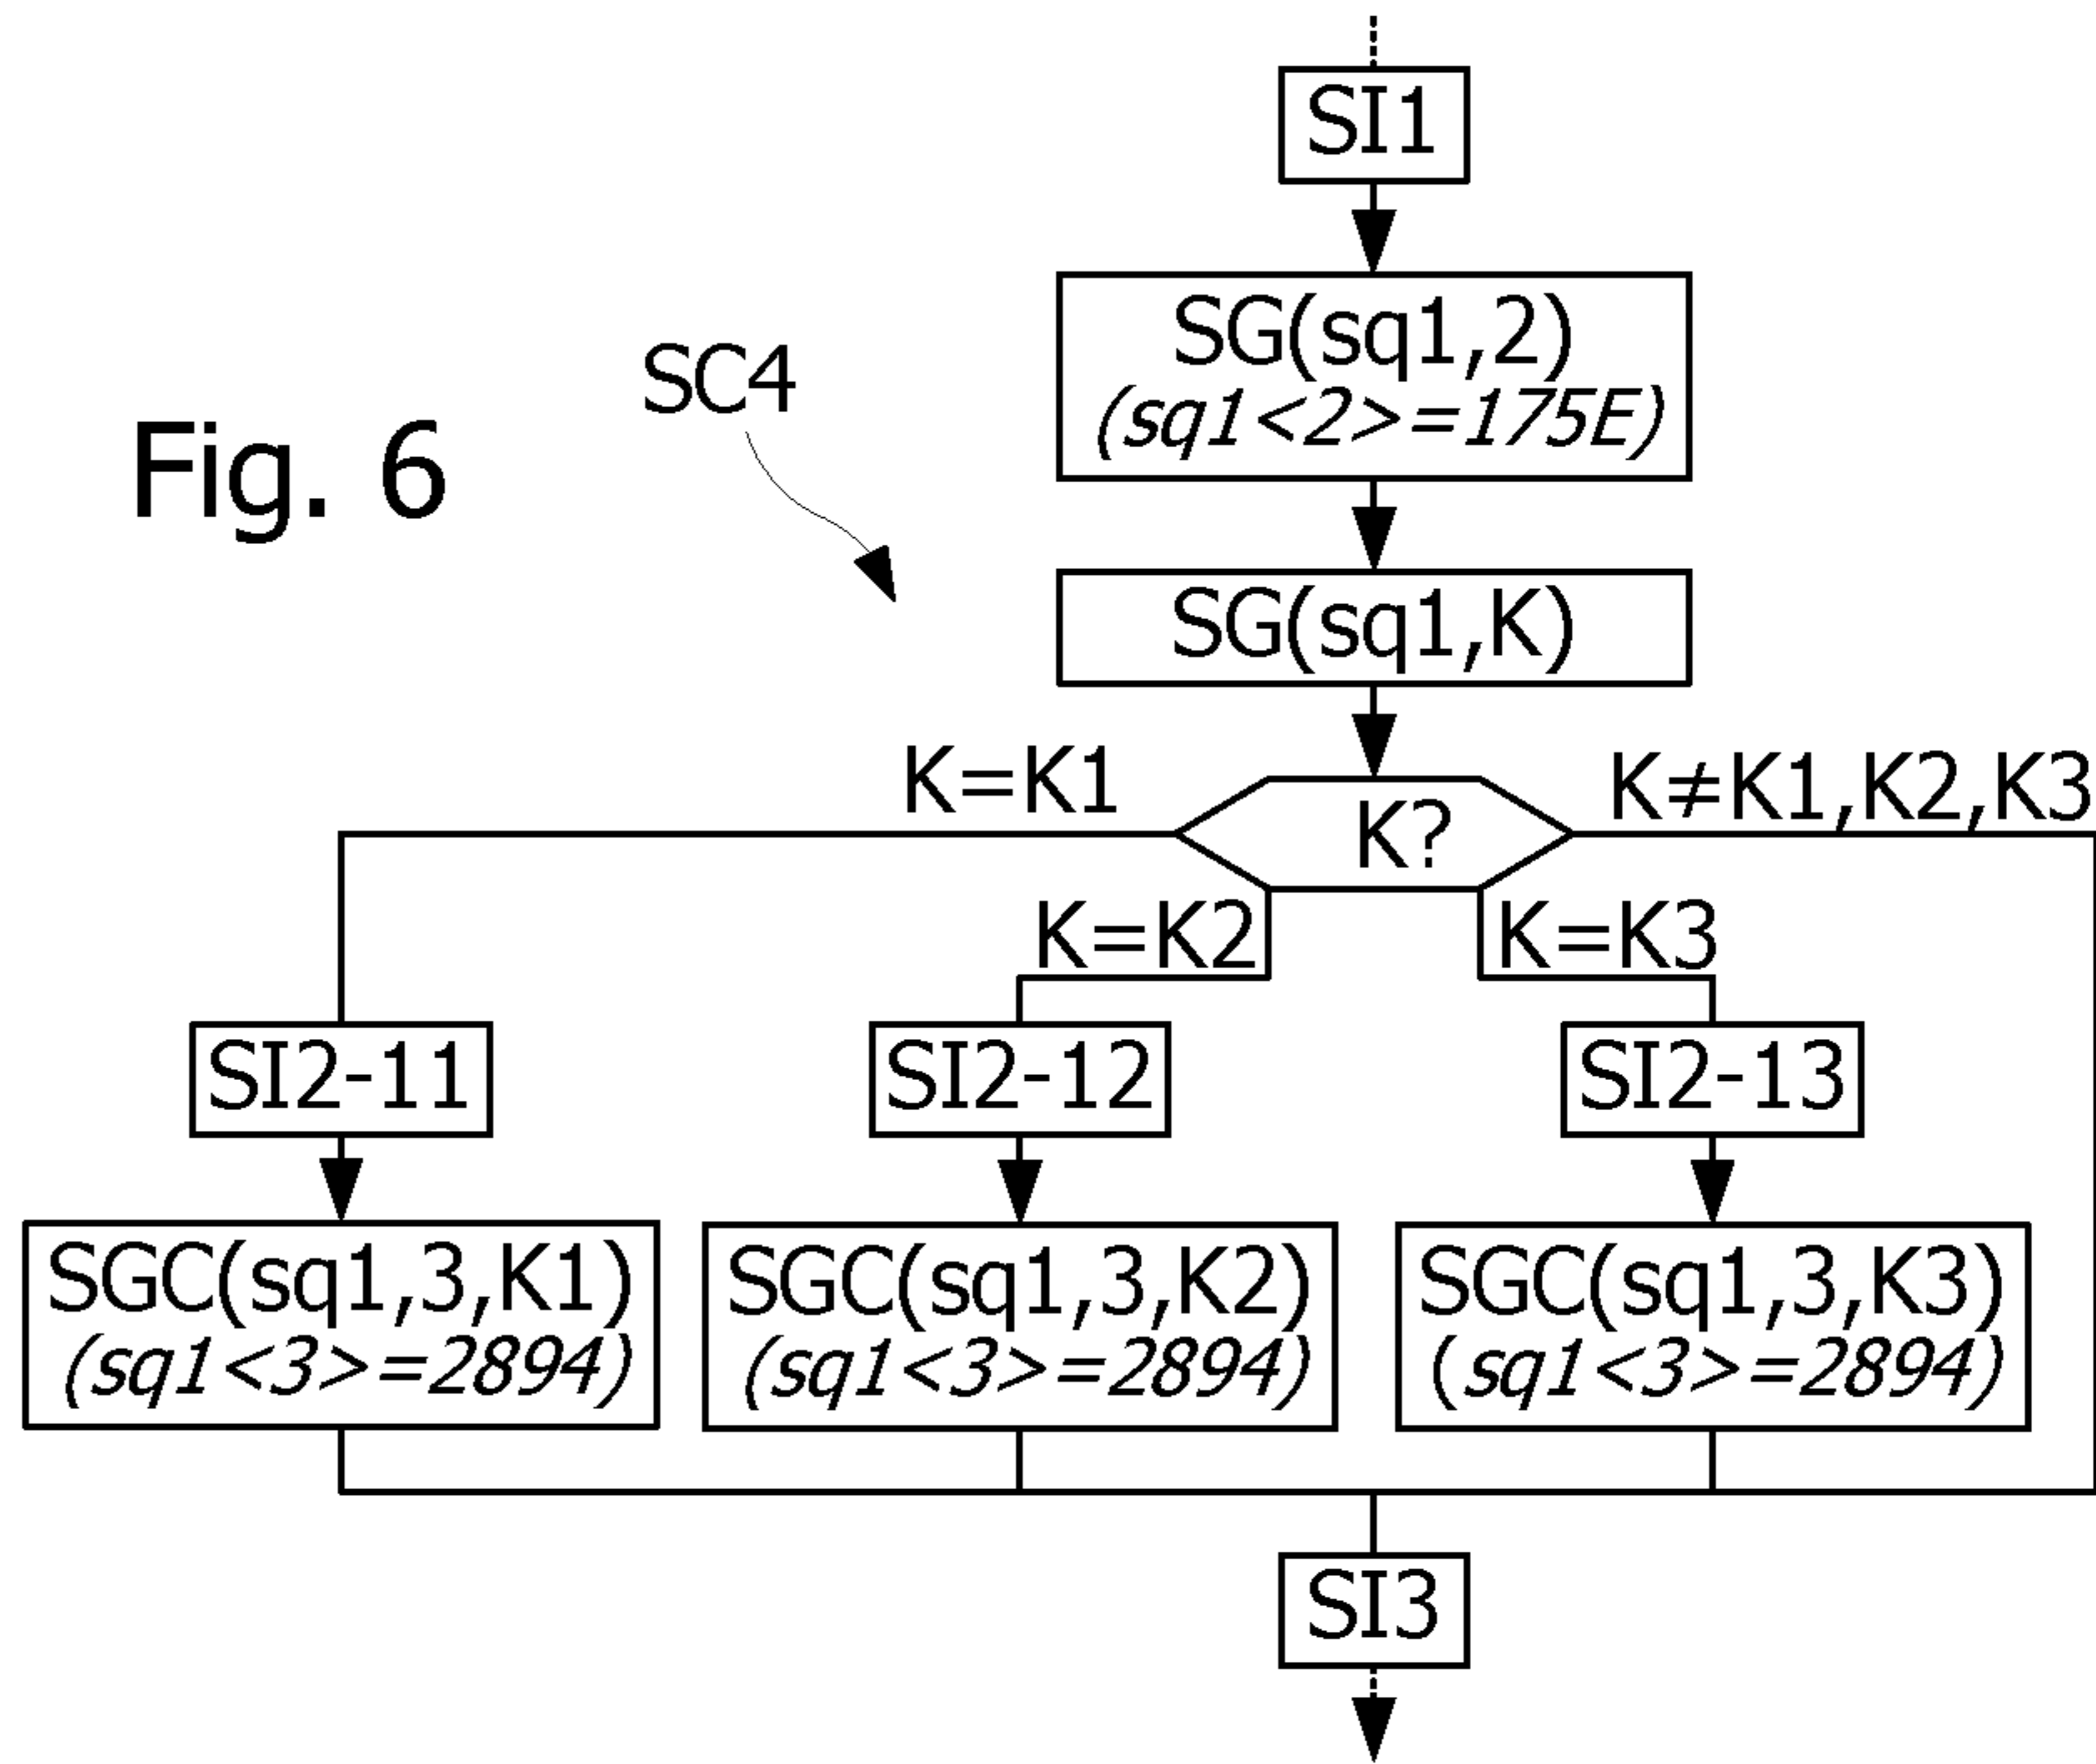 SI1
SG(sq1,2)
(sq1<2>=175E)
SC4
Fig. 6
SG(sq1,K)
K=K1
K≠K1,K2,K3
K?
K=K2
K=K3
SI2-11
SI2-12
SI2-13
SGC(sq1,3,K1)
(sq1<3>=2894)
SGC(sq1,3,K2)
(sq1<3>=2894)
SGC(sq1,3,K3)
(sq1<3>=2894)
SI3